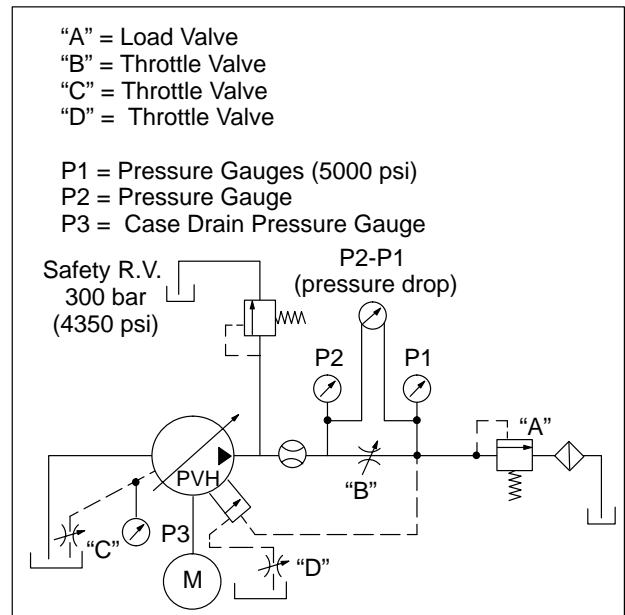 “A” = Load Valve
“B” = Throttle Valve
“C” = Throttle Valve
“D” =  Throttle Valve
P1 = Pressure Gauges (5000 psi)
P2 = Pressure Gauge
P3 =  Case Drain Pressure Gauge
Safety R.V.
300 bar
(4350 psi)
P2-P1
(pressure drop)
P2
P1
“A”
PVH
“B”
“C”
P3
“D”
M